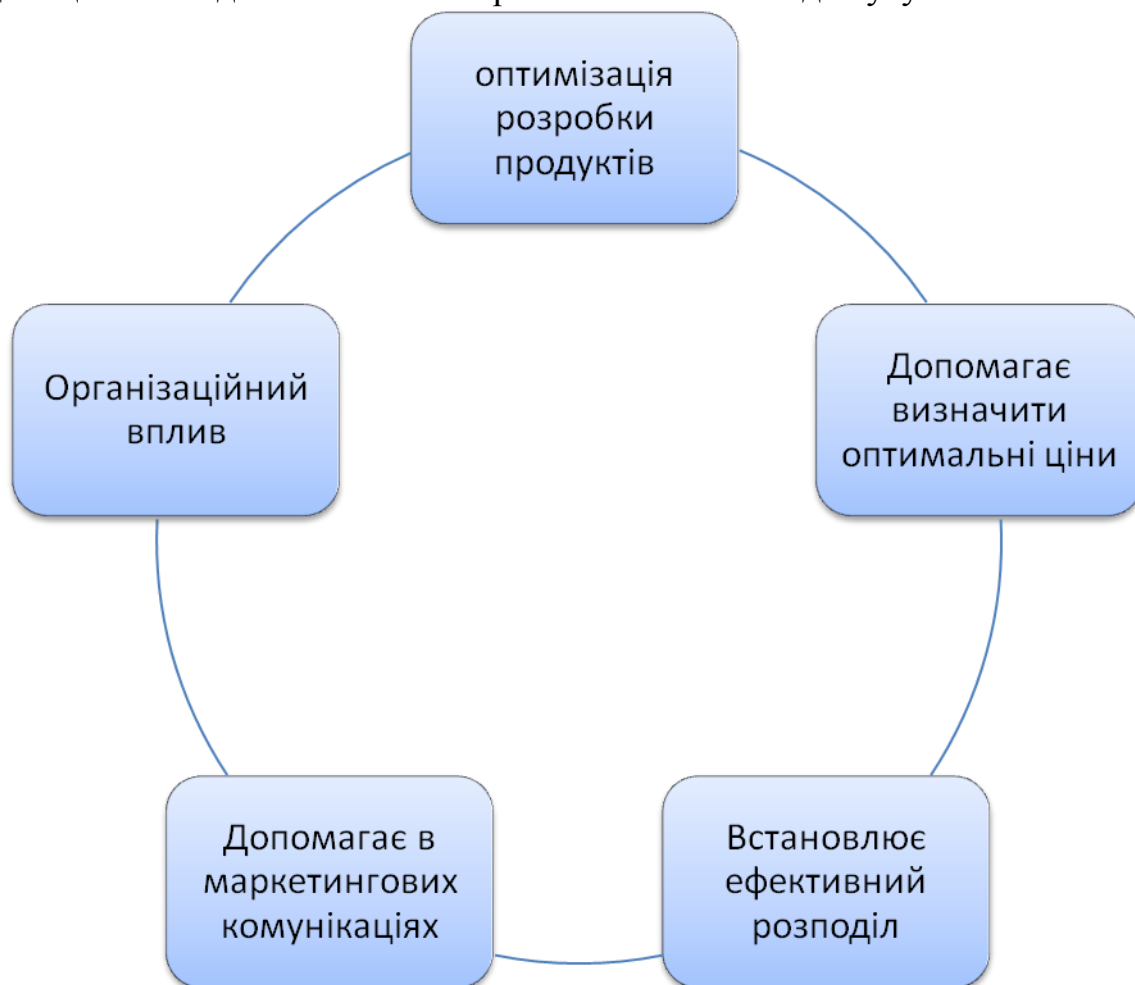 оптимізація
розробки
продуктів
Допомагає
визначити
оптимальні ціни
Встановлює
ефективний
розподіл
Допомагає в
маркетингових
комунікаціях
Організаційний
вплив